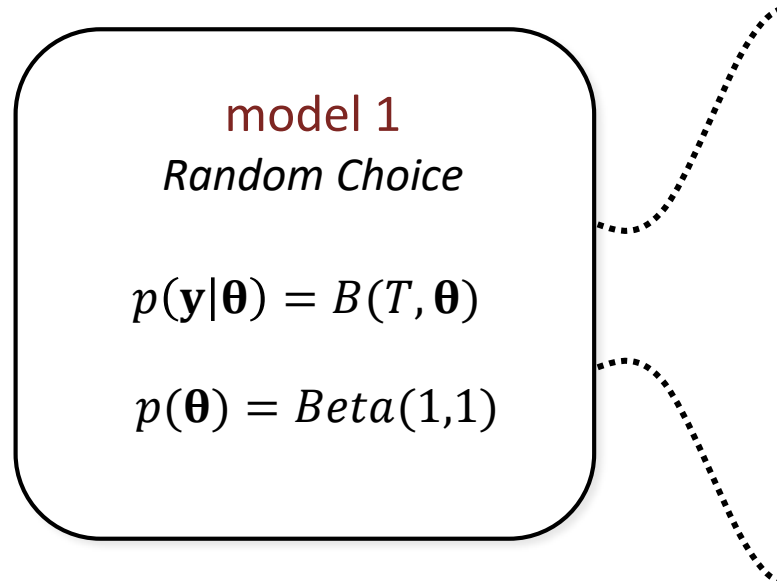 model 1
Random Choice
p(y|θ) = B(T, θ)
p(θ) = Beta(1,1)